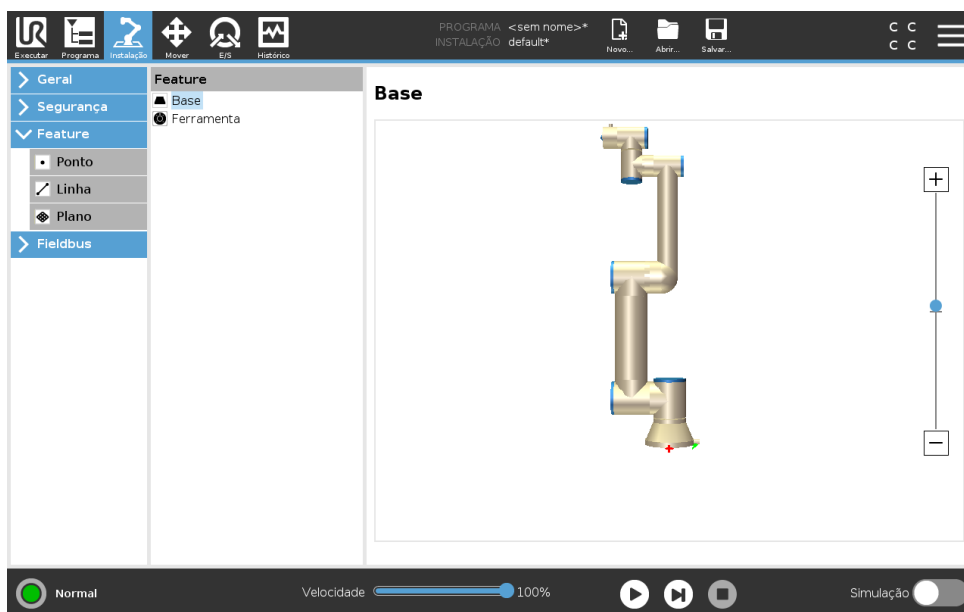 UR
Executar
Programa
Instalação
Mover
E/S
Histórico
PROGRAMA <sem nome>*
INSTALAÇÃO default*
Novo...
Abrir...
Salvar...
C C
C C
Geral
Segurança
Feature
Ponto
Linha
Plano
Fieldbus
Feature
Base
Ferramenta
Base
Normal
Velocidade 100%
Simulação